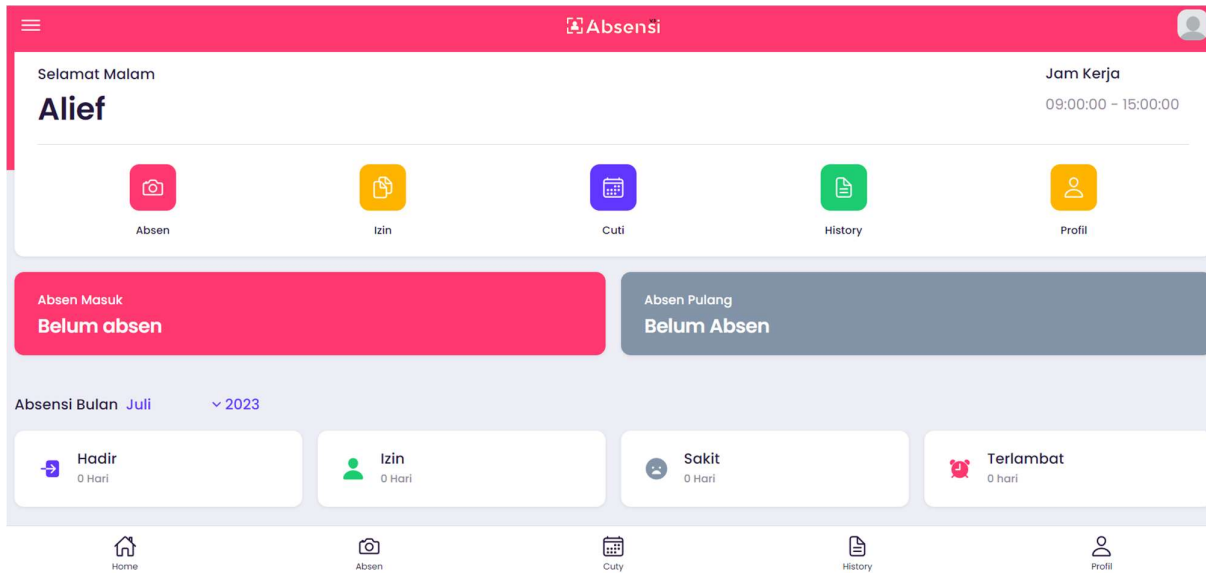 Absensi
Selamat Malam
Alief
Jam Kerja
09:00:00 - 15:00:00
Absen
Izin
Cuti
History
Profil
Absen Masuk
Belum absen
Absen Pulang
Belum Absen
Absensi Bulan Juli 2023
Hadir
0 Hari
Izin
0 Hari
Sakit
0 Hari
Terlambat
0 hari
Home
Absen
Cuty
History
Profil